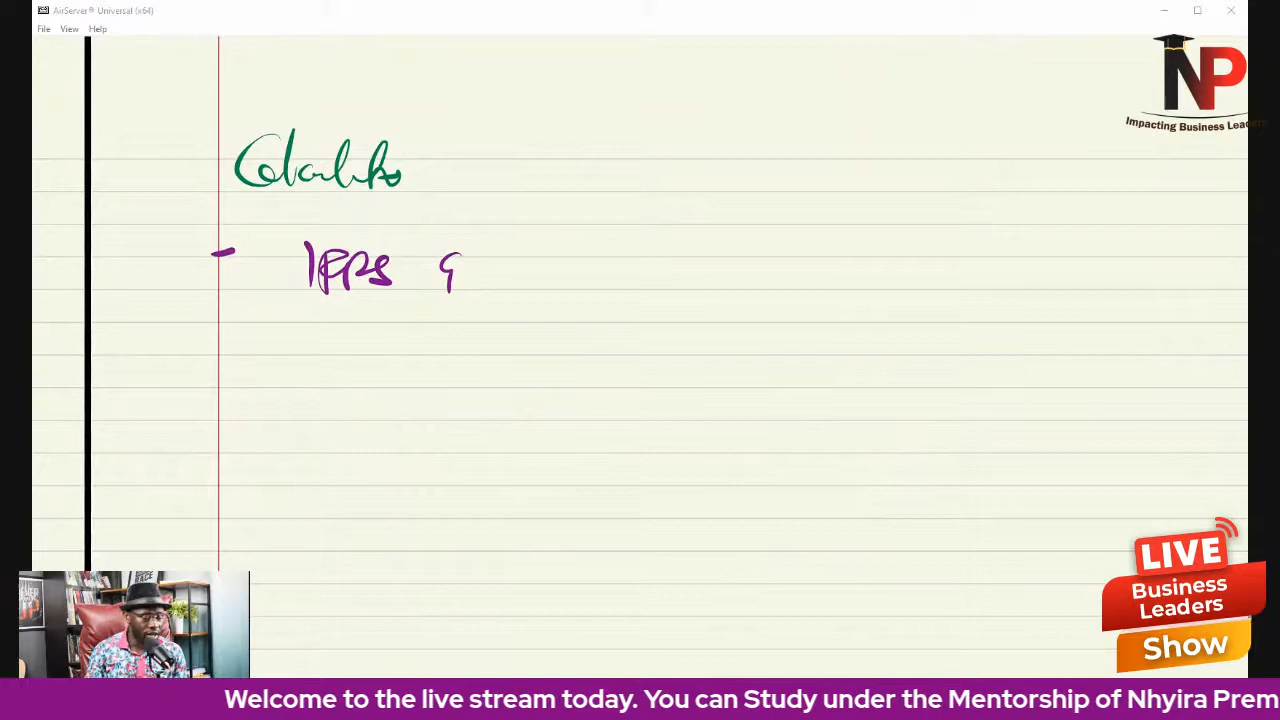 AirServer® Universal (x64)
File View Help
NP
Impacting Business Leaders
IFRS 9
LIVE
Business
Leaders
Show
Welcome to the live stream today. You can Study under the Mentorship of Nhyira Prem